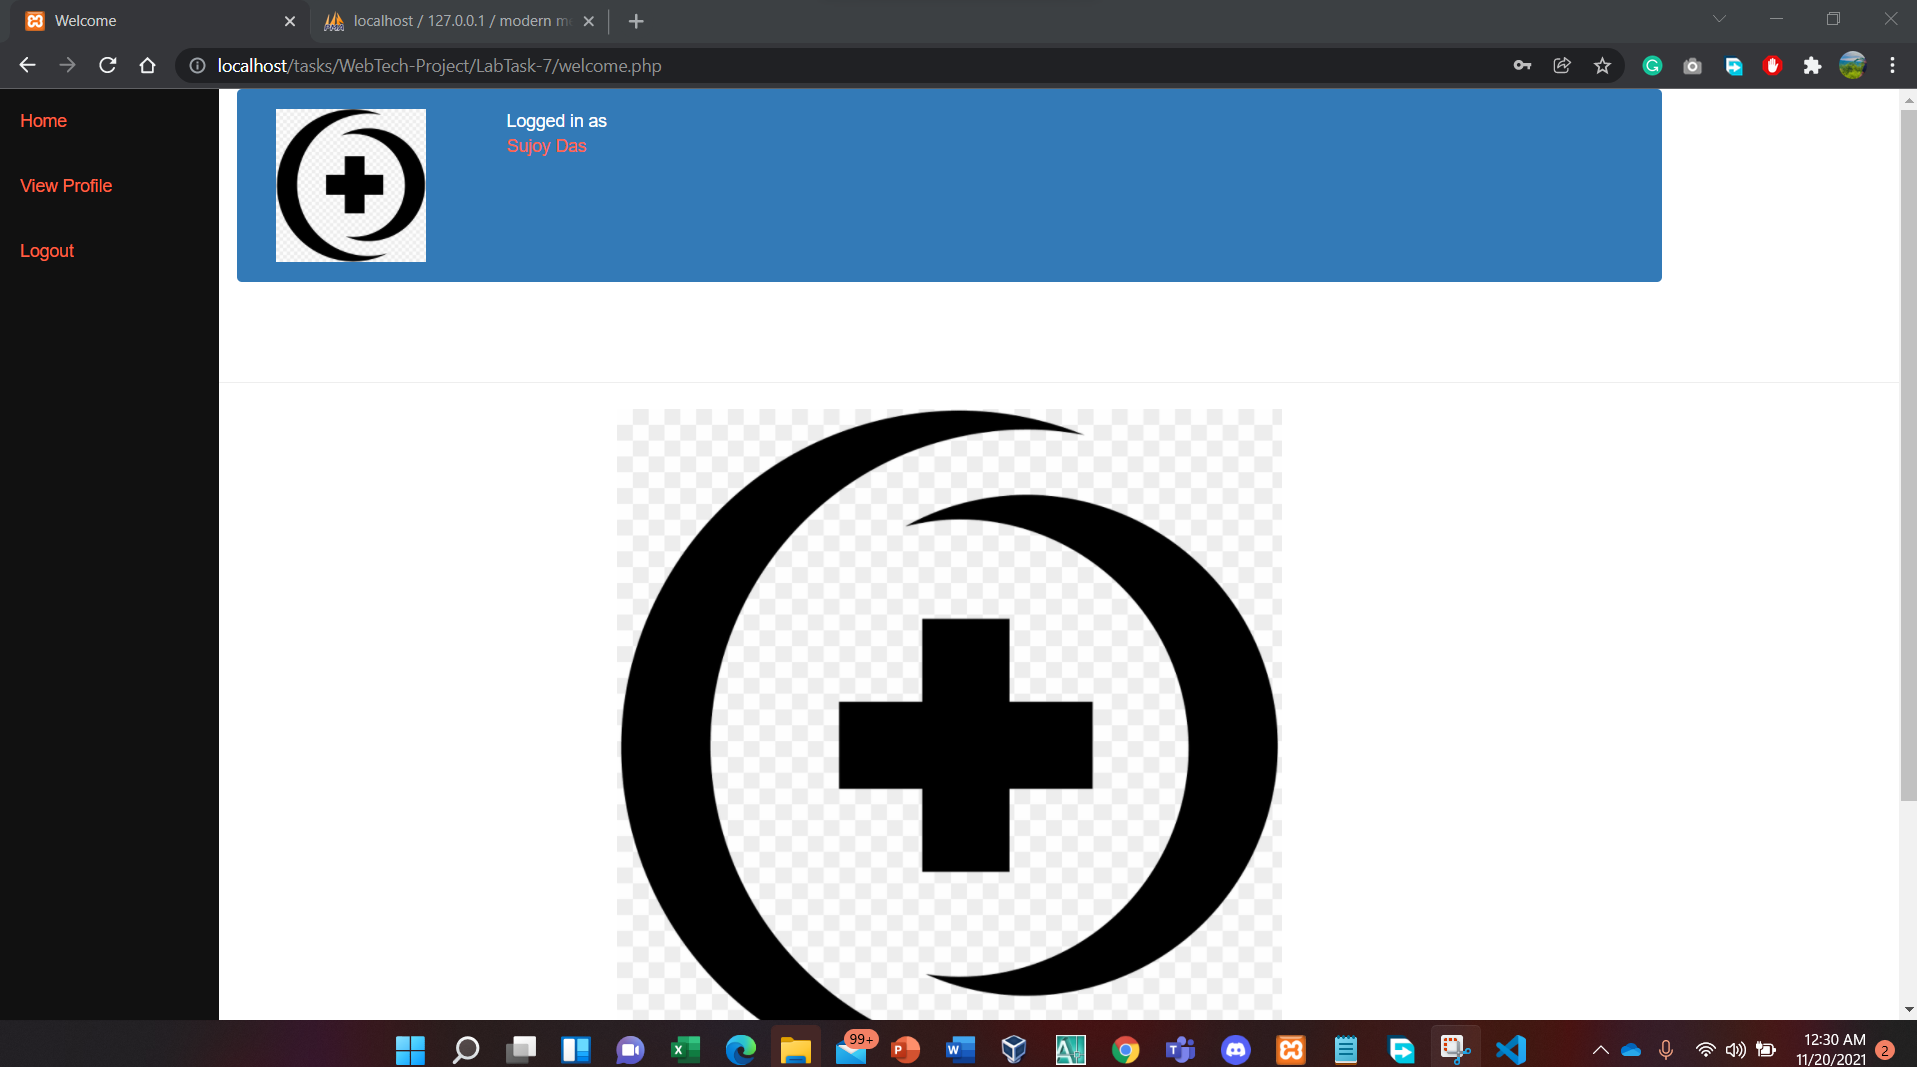 Welcome
localhost / 127.0.0.1 / modern m
localhost/tasks/WebTech-Project/LabTask-7/welcome.php
Home
View Profile
Logout
Logged in as
Sujoy Das
99+
12:30 AM
11/20/2021
2